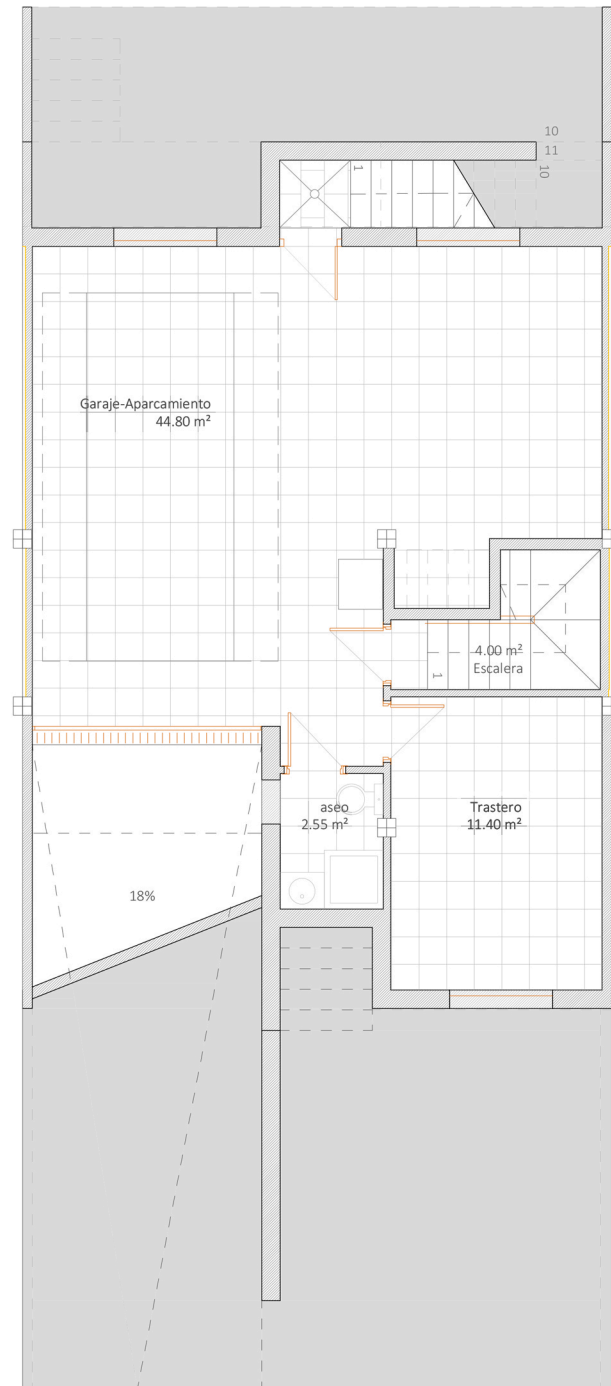 10
11
10
1
Garaje-Aparcamiento
44.80 m²
4.00 m²
Escalera
1
aseo
2.55 m²
Trastero
11.40 m²
18%